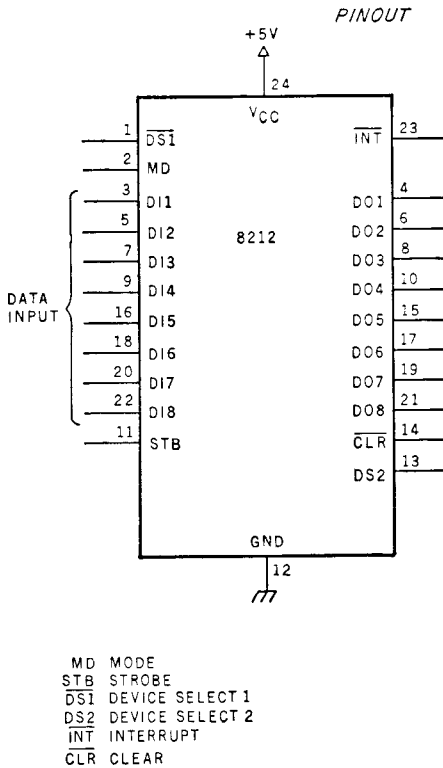 PINOUT
+5V
24
VCC
1 DS1 INT 23
2 MD
3 DI1 DO1 4
5 DI2 DO2 6
7 DI3 8212 DO3 8
9 DI4 DO4 10
DATA INPUT
16 DI5 DO5 15
18 DI6 DO6 17
20 DI7 DO7 19
22 DI8 DO8 21
11 STB CLR 14
DS2 13
GND
12
MD MODE
STB STROBE
DS1 DEVICE SELECT 1
DS2 DEVICE SELECT 2
INT INTERRUPT
CLR CLEAR